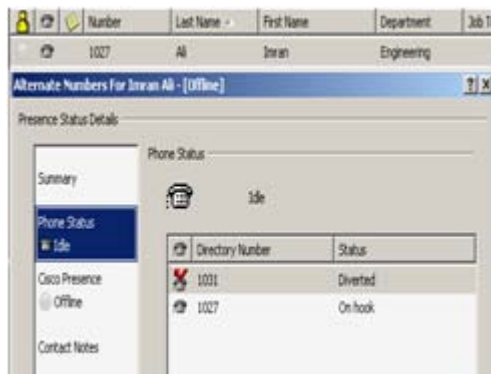 Number Last Name First Name Department Job T
1027 Ali Imran Engineering
Alternate Numbers For Imran Ali - [Offline]
Presence Status Details
Phone Status
Summary
Idle
Phone Status
Idle
Directory Number Status
1031 Diverted
Cisco Presence
1027 On hook
Offline
Contact Notes